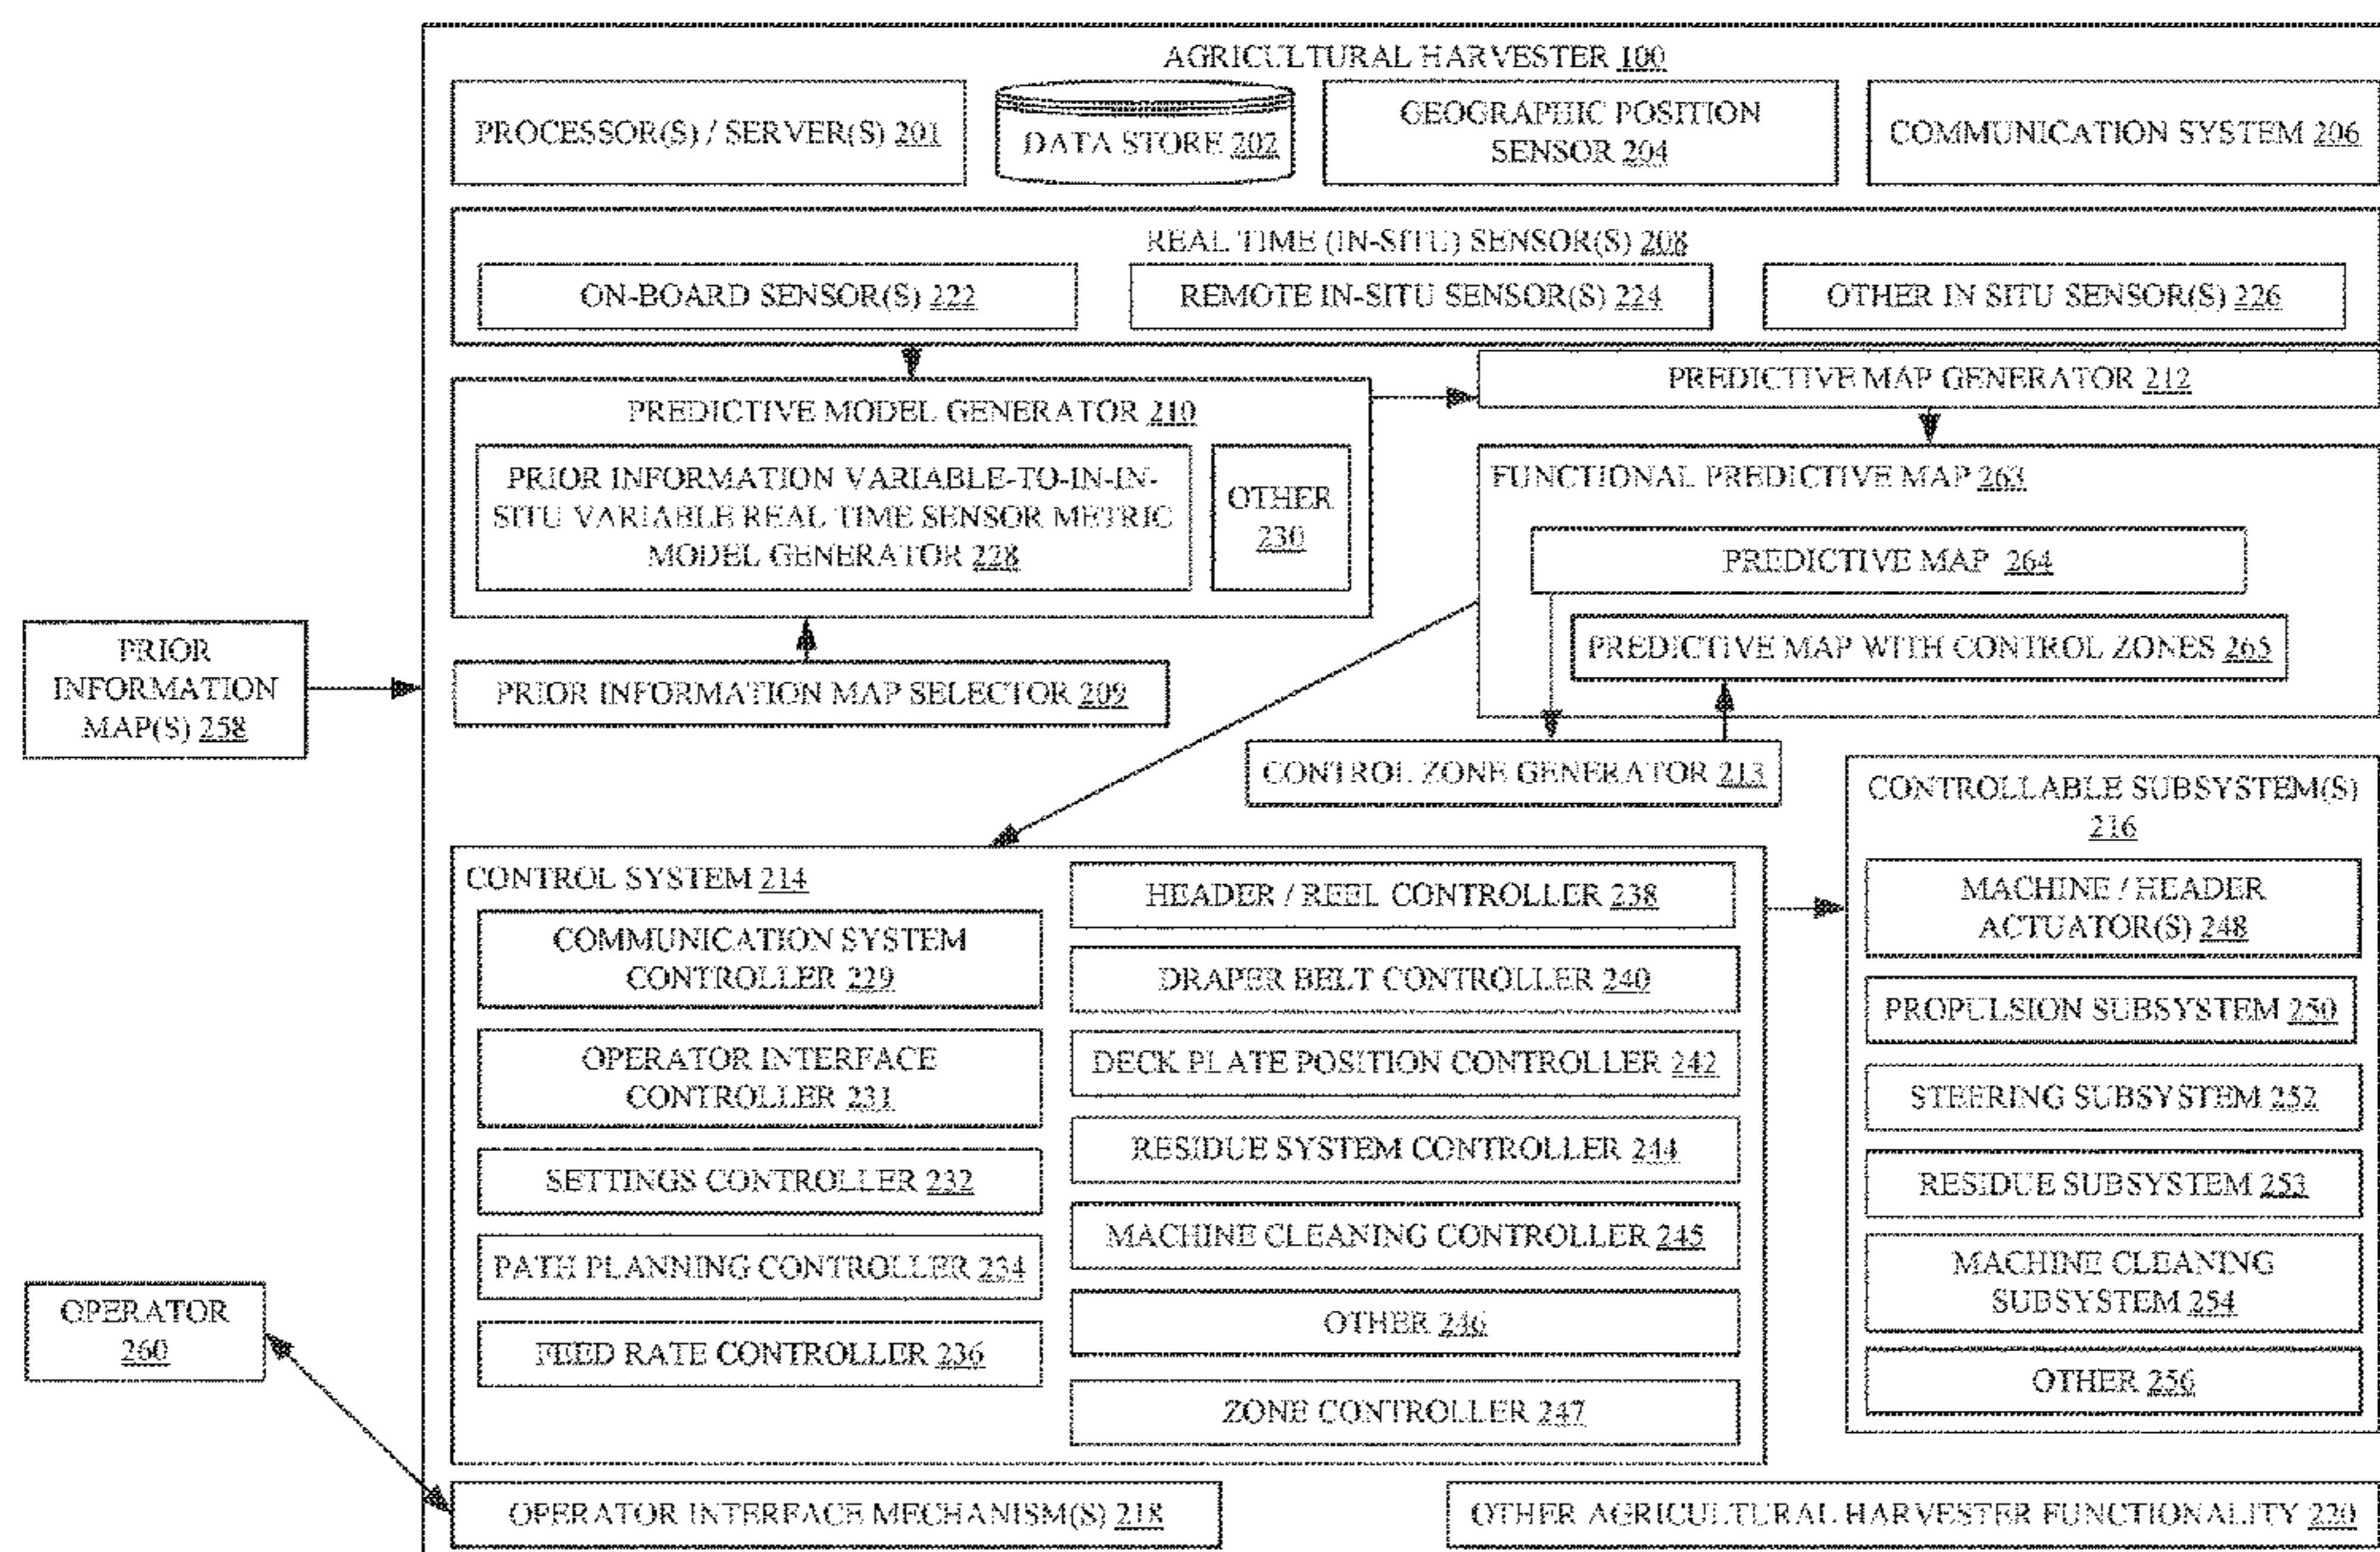 AGRICULTURAL HARVESTER 100
PROCESSOR(S) / SERVER(S) 201
DATA STORE 202
GEOGRAPHIC POSITION
SENSOR 204
COMMUNICATION SYSTEM 206
REAL TIME (IN-SITU) SENSOR(S) 208
ON-BOARD SENSOR(S) 222
REMOTE IN-SITU SENSOR(S) 224
OTHER IN SITU SENSOR(S) 226
PREDICTIVE MODEL GENERATOR 210
PRIOR INFORMATION VARIABLE-TO-IN-IN-
SITU VARIABLE REAL TIME SENSOR METRIC
MODEL GENERATOR 228
OTHER
230
PREDICTIVE MAP GENERATOR 212
FUNCTIONAL PREDICTIVE MAP 263
PREDICTIVE MAP 264
PREDICTIVE MAP WITH CONTROL ZONES 265
PRIOR
INFORMATION
MAP(S) 258
PRIOR INFORMATION MAP SELECTOR 209
CONTROL ZONE GENERATOR 213
CONTROL SYSTEM 214
COMMUNICATION SYSTEM
CONTROLLER 229
OPERATOR INTERFACE
CONTROLLER 231
SETTINGS CONTROLLER 232
PATH PLANNING CONTROLLER 234
FEED RATE CONTROLLER 236
HEADER / REEL CONTROLLER 238
DRAPER BELT CONTROLLER 240
DECK PLATE POSITION CONTROLLER 242
RESIDUE SYSTEM CONTROLLER 244
MACHINE CLEANING CONTROLLER 245
OTHER 246
ZONE CONTROLLER 247
CONTROLLABLE SUBSYSTEM(S)
216
MACHINE / HEADER
ACTUATOR(S) 248
PROPULSION SUBSYSTEM 250
STEERING SUBSYSTEM 252
RESIDUE SUBSYSTEM 253
MACHINE CLEANING
SUBSYSTEM 254
OTHER 256
OPERATOR
260
OPERATOR INTERFACE MECHANISM(S) 218
OTHER AGRICULTURAL HARVESTER FUNCTIONALITY 220